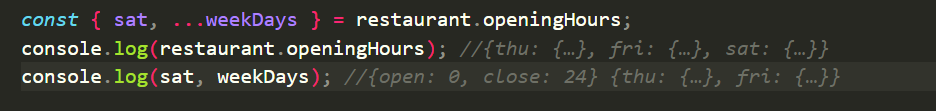 const { sat, ...weekDays } = restaurant.openingHours;
console.log(restaurant.openingHours); //{thu: {…}, fri: {…}, sat: {…}}
console.log(sat, weekDays); //{open: 0, close: 24} {thu: {…}, fri: {…}}